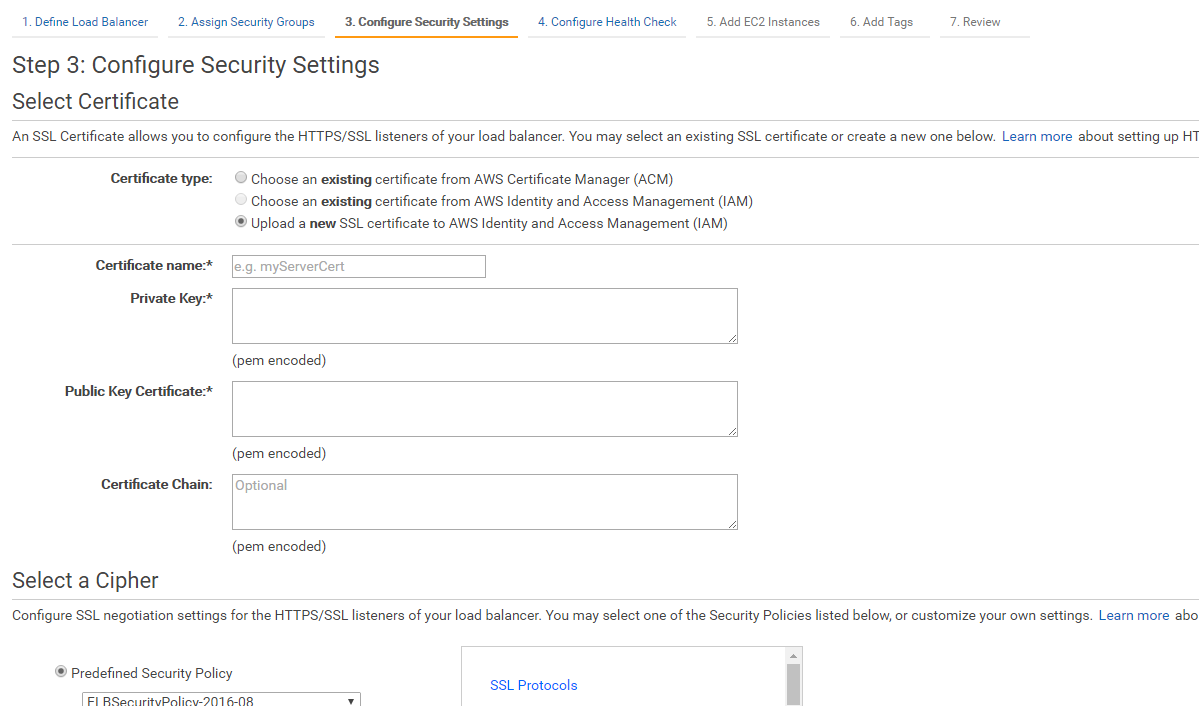 1. Define Load Balancer 2. Assign Security Groups 3. Configure Security Settings 4. Configure Health Check 5. Add EC2 Instances 6. Add Tags 7. Review
Step 3: Configure Security Settings
Select Certificate
An SSL Certificate allows you to configure the HTTPS/SSL listeners of your load balancer. You may select an existing SSL certificate or create a new one below. Learn more about setting up HT
Certificate type: Choose an existing certificate from AWS Certificate Manager (ACM)
Choose an existing certificate from AWS Identity and Access Management (IAM)
Upload a new SSL certificate to AWS Identity and Access Management (IAM)
Certificate name:* e.g. myServerCert
Private Key:*
(pem encoded)
Public Key Certificate:*
(pem encoded)
Certificate Chain: Optional
(pem encoded)
Select a Cipher
Configure SSL negotiation settings for the HTTPS/SSL listeners of your load balancer. You may select one of the Security Policies listed below, or customize your own settings. Learn more abo
Predefined Security Policy
SSL Protocols
ELBSecurityPolicy-2016-08